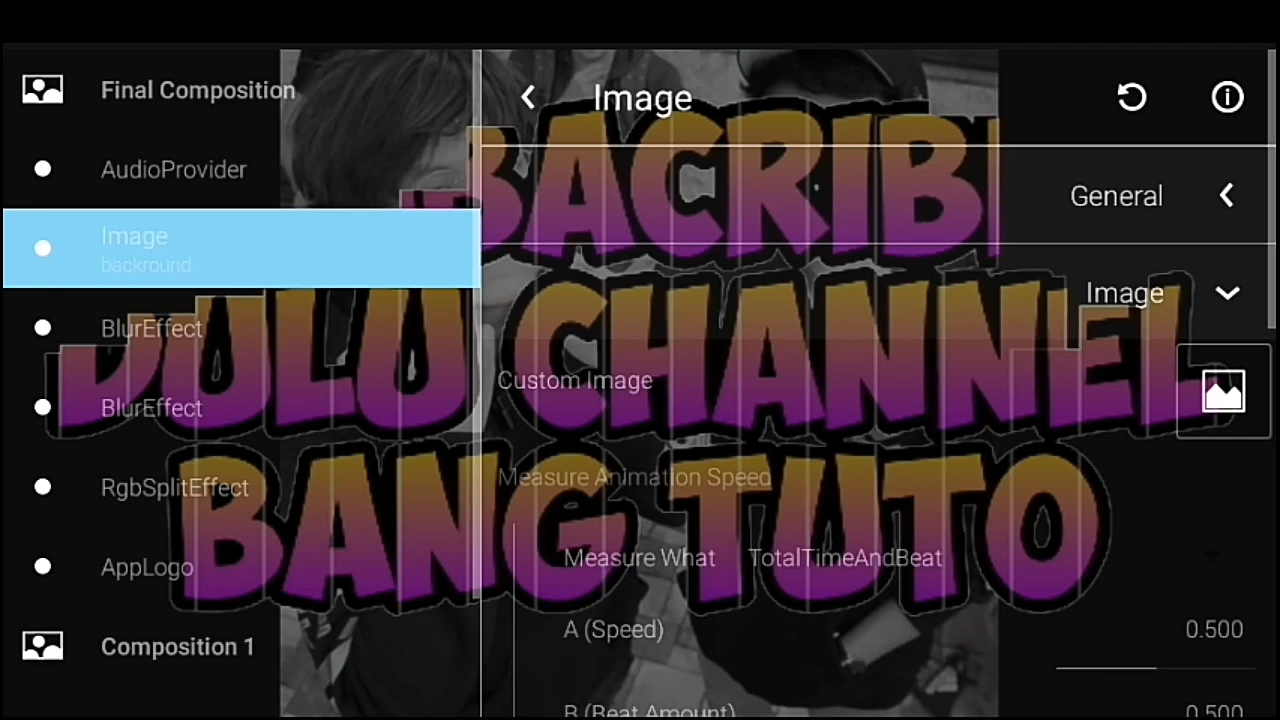 Final Composition
AudioProvider
Image
backround
BlurEffect
BlurEffect
RgbSplitEffect
AppLogo
Composition 1
Image
General
Image
Custom Image
Measure Animation Speed
Measure What TotalTimeAndBeat
A (Speed) 0.500
B (Beat Amount) 0.500
BACRIBI
DULU CHANNEL
BANG TUTO